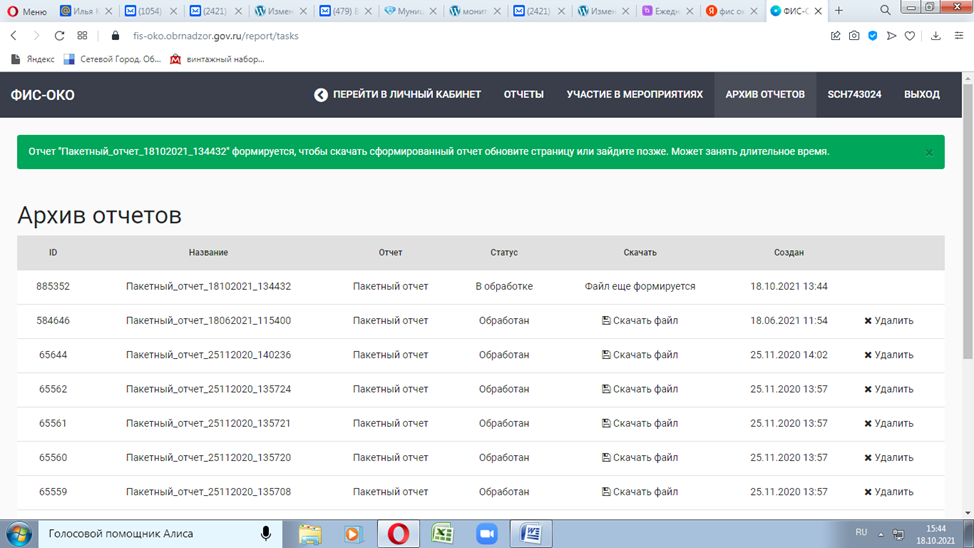 Меню
Илья
(1054)
(2421)
Измен
(479) В
Муни
монит
(2421)
Измен
Ежед
фис ок
ФИС-О
fis-oko.obrnadzor.gov.ru/report/tasks
Яндекс Сетевой Город. Об... винтажный набор...
ФИС-ОКО ПЕРЕЙТИ В ЛИЧНЫЙ КАБИНЕТ ОТЧЕТЫ УЧАСТИЕ В МЕРОПРИЯТИЯХ АРХИВ ОТЧЕТОВ SCH743024 ВЫХОД
Отчет "Пакетный_отчет_18102021_134432" формируется, чтобы скачать сформированный отчет обновите страницу или зайдите позже. Может занять длительное время. ×
Архив отчетов
ID Название Отчет Статус Скачать Создан
885352 Пакетный_отчет_18102021_134432 Пакетный отчет В обработке Файл еще формируется 18.10.2021 13:44
584646 Пакетный_отчет_18062021_115400 Пакетный отчет Обработан Скачать файл 18.06.2021 11:54 Удалить
65644 Пакетный_отчет_25112020_140236 Пакетный отчет Обработан Скачать файл 25.11.2020 14:02 Удалить
65562 Пакетный_отчет_25112020_135724 Пакетный отчет Обработан Скачать файл 25.11.2020 13:57 Удалить
65561 Пакетный_отчет_25112020_135721 Пакетный отчет Обработан Скачать файл 25.11.2020 13:57 Удалить
65560 Пакетный_отчет_25112020_135720 Пакетный отчет Обработан Скачать файл 25.11.2020 13:57 Удалить
65559 Пакетный_отчет_25112020_135708 Пакетный отчет Обработан Скачать файл 25.11.2020 13:57 Удалить
Голосовой помощник Алиса
RU
15:44
18.10.2021